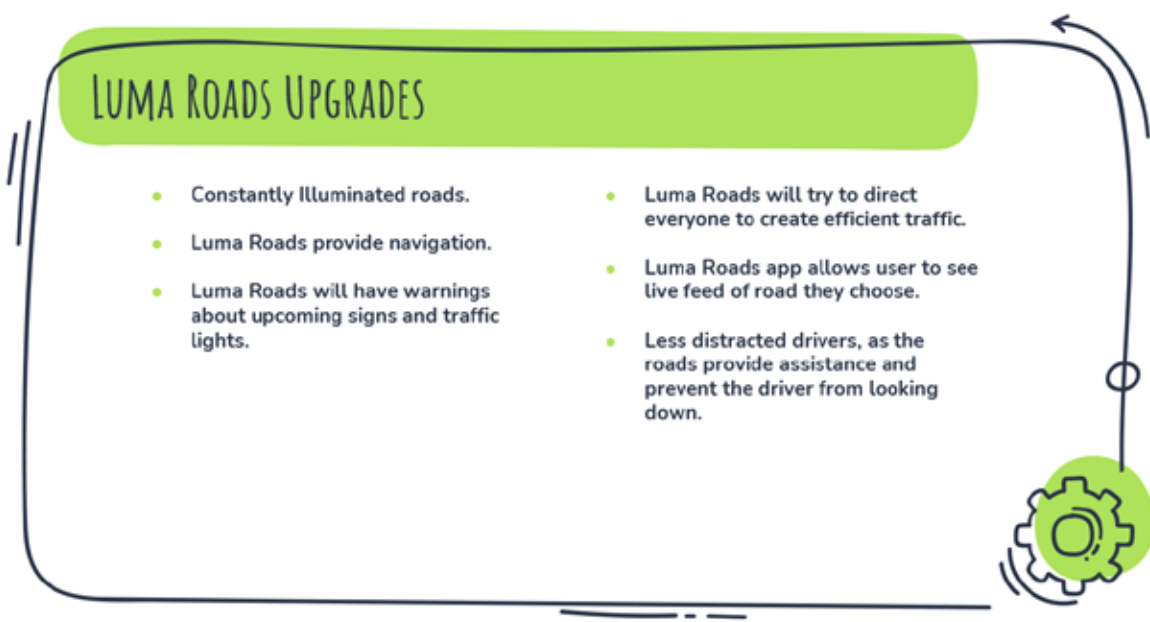 LUMA ROADS UPGRADES
Constantly Illuminated roads.
Luma Roads provide navigation.
Luma Roads will have warnings
about upcoming signs and traffic
lights.
Luma Roads will try to direct
everyone to create efficient traffic.
Luma Roads app allows user to see
live feed of road they choose.
Less distracted drivers, as the
roads provide assistance and
prevent the driver from looking
down.